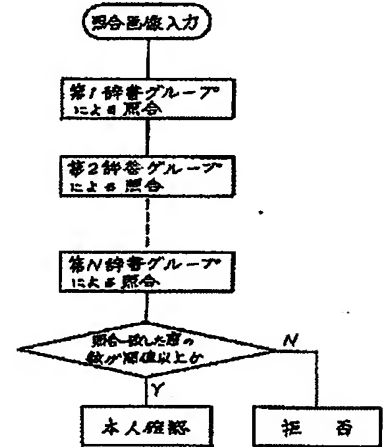 照合画像入力
第1辞書グループ
による照合
第2辞書グループ
による照合
第N辞書グループ
による照合
照合一致した度の
数が閾値以上か
N
Y
本人確認
拒否